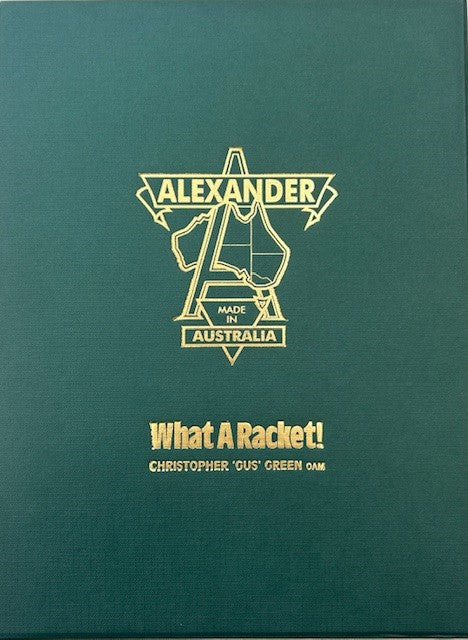 ALEXANDER
MADE
IN
AUSTRALIA
What A Racket!
CHRISTOPHER 'GUS' GREEN OAM